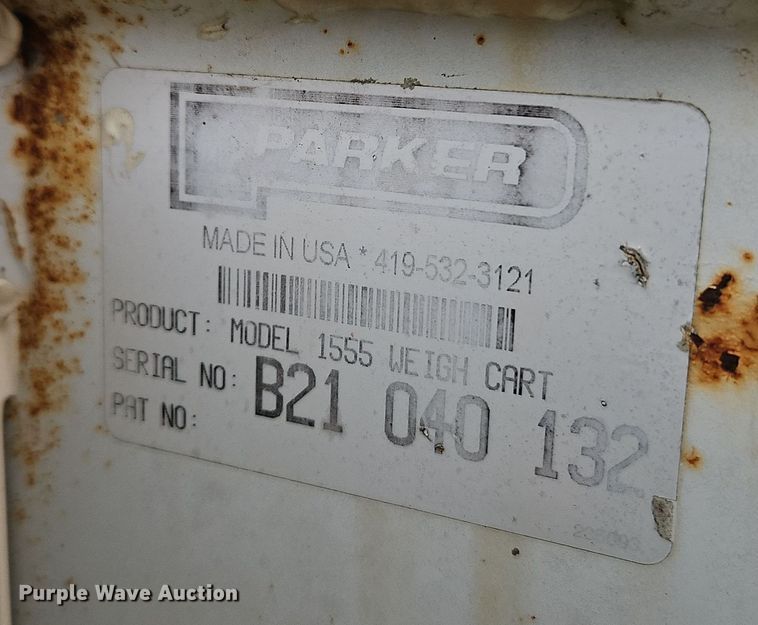 PARKER
MADE IN USA * 419-532-3121
PRODUCT: MODEL 1555 WEIGH CART
SERIAL NO: B21 040 132
PAT NO:
Purple Wave Auction